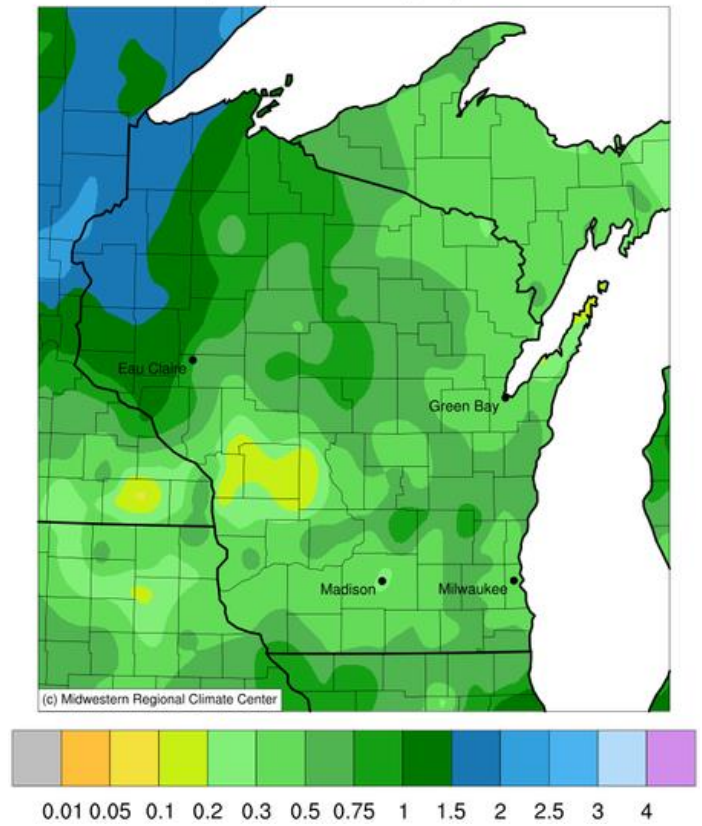 Eau Claire
Green Bay
Madison
Milwaukee
(c) Midwestern Regional Climate Center
0.01 0.05 0.1 0.2 0.3 0.5 0.75 1 1.5 2 2.5 3 4